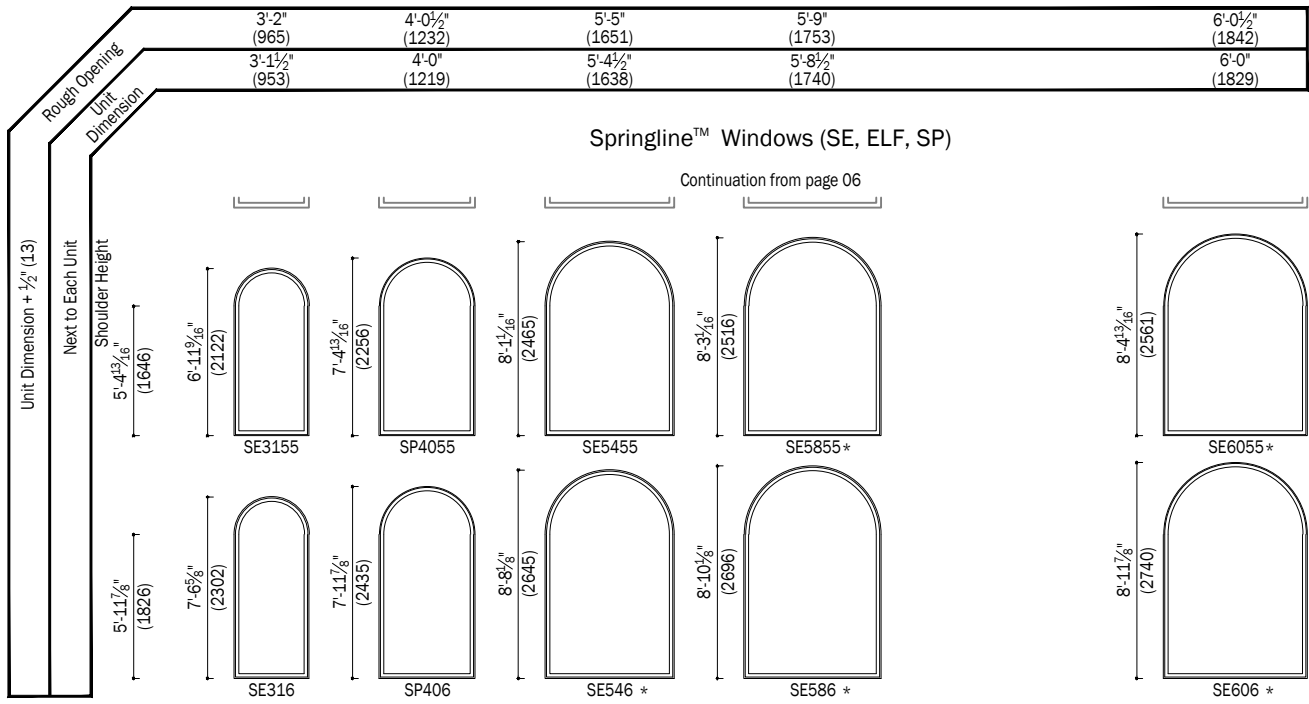 3'-2" 4'-0½" 5'-5" 5'-9" 6'-0½"
(965) (1232) (1651) (1753) (1842)
3'-1½" 4'-0" 5'-4½" 5'-8½" 6'-0"
(953) (1219) (1638) (1740) (1829)
Rough Opening
Unit
Dimension
Springline™ Windows (SE, ELF, SP)
Continuation from page 06
Unit Dimension + ½" (13)
Next to Each Unit
Shoulder Height
5'-4¹³⁄₁₆"
(1646)
6'-11⁹⁄₁₆"
(2122)
7'-4¹³⁄₁₆"
(2256)
8'-1¹⁄₁₆"
(2465)
8'-3¹⁄₁₆"
(2516)
8'-4¹³⁄₁₆"
(2561)
SE3155 SP4055 SE5455 SE5855* SE6055*
5'-11⅞"
(1826)
7'-6⅝"
(2302)
7'-11⅞"
(2435)
8'-8⅛"
(2645)
8'-10⅛"
(2696)
8'-11⅞"
(2740)
SE316 SP406 SE546 * SE586 * SE606 *